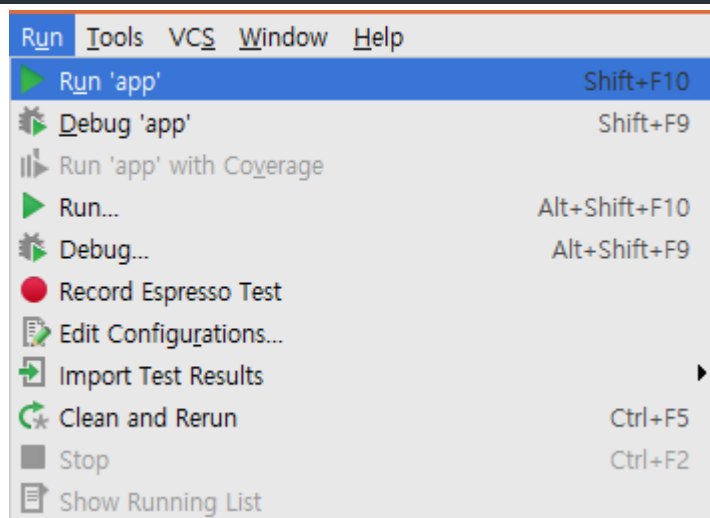 Run Tools VCS Window Help
Run 'app' Shift+F10
Debug 'app' Shift+F9
Run 'app' with Coverage
Run... Alt+Shift+F10
Debug... Alt+Shift+F9
Record Espresso Test
Edit Configurations...
Import Test Results
Clean and Rerun Ctrl+F5
Stop Ctrl+F2
Show Running List